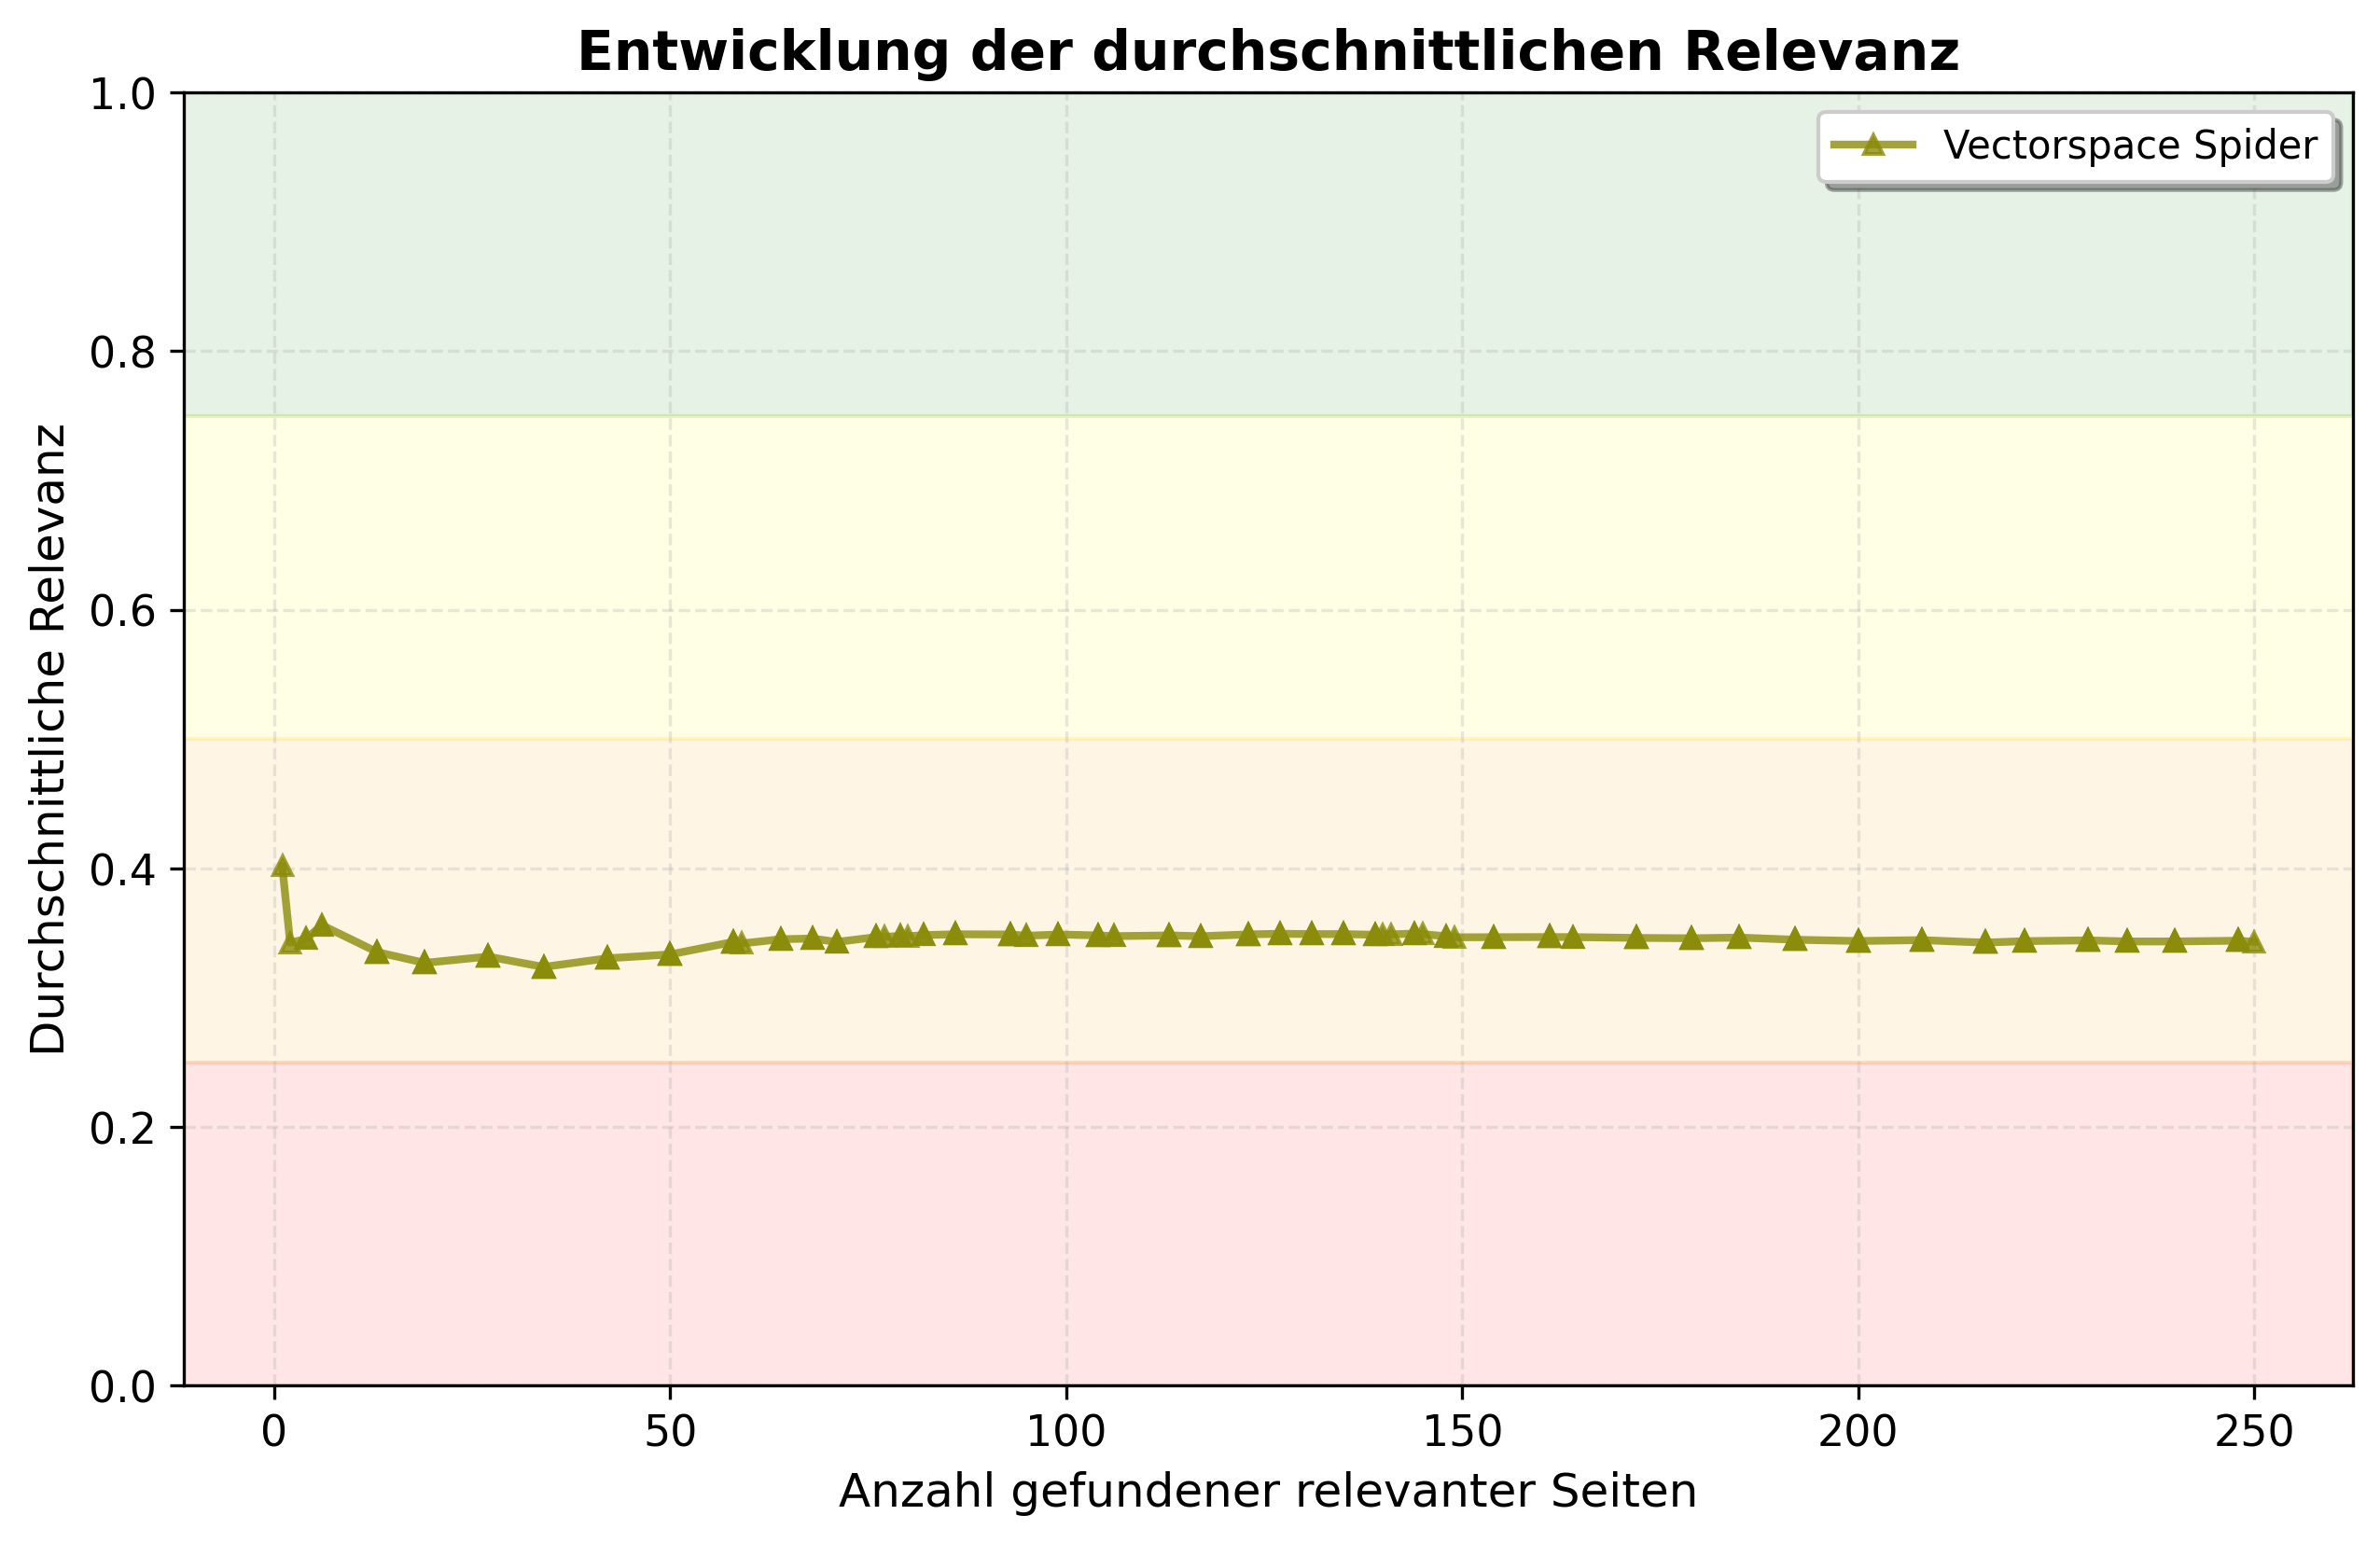 Entwicklung der durchschnittlichen Relevanz
Vectorspace Spider
Durchschnittliche Relevanz
1.0
0.8
0.6
0.4
0.2
0.0
0 50 100 150 200 250
Anzahl gefundener relevanter Seiten